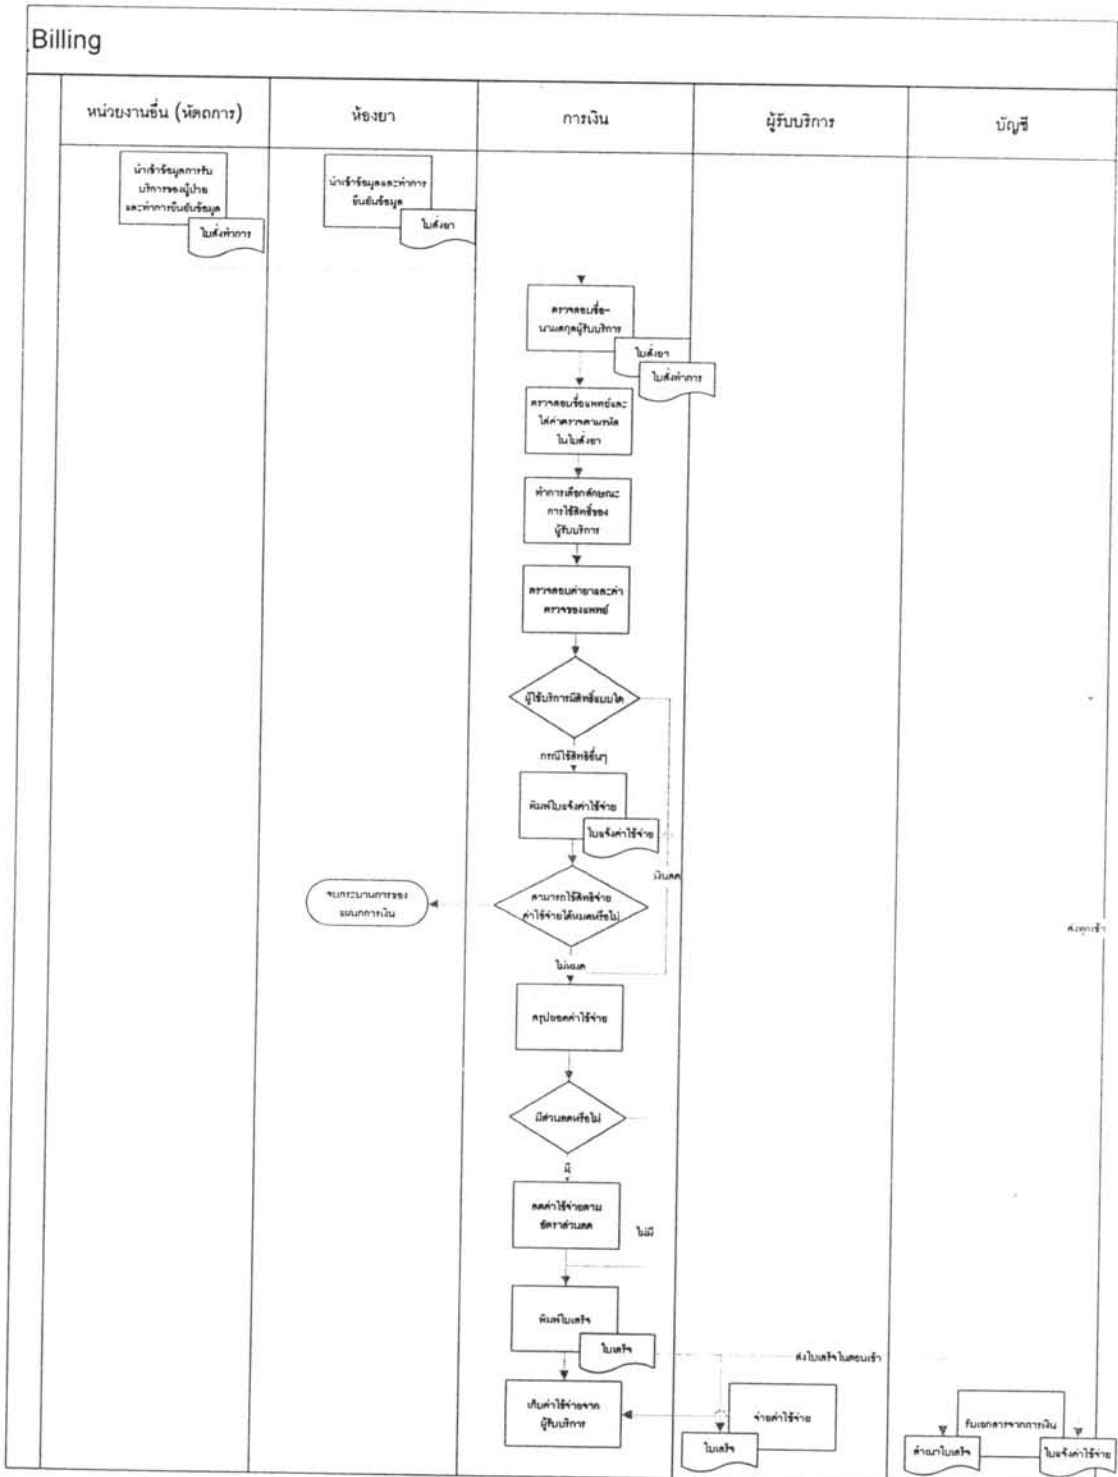 Billing
หน่วยงานอื่น (หัตถการ)
ห้องยา
การเงิน
ผู้รับบริการ
บัญชี
นำเข้าข้อมูลการรับ
บริการของผู้ป่วย
และทำการยืนยันข้อมูล
ใบสั่งทำการ
นำเข้าข้อมูลและทำการ
ยืนยันข้อมูล
ใบสั่งยา
ตรวจสอบชื่อ-
นามสกุลผู้รับบริการ
ใบสั่งยา
ใบสั่งทำการ
ตรวจสอบชื่อแพทย์และ
ใส่ค่าตรวจตามรหัส
ในใบสั่งยา
ทำการเลือกลักษณะ
การใช้สิทธิ์ของ
ผู้รับบริการ
ตรวจสอบค่ายาและค่า
ตรวจของแพทย์
ผู้ใช้บริการมีสิทธิ์แบบใด
กรณีใช้สิทธิอื่นๆ
พิมพ์ใบแจ้งค่าใช้จ่าย
ใบแจ้งค่าใช้จ่าย
เงินสด
จบกระบวนการของ
แผนกการเงิน
สามารถใช้สิทธิจ่าย
ค่าใช้จ่ายได้หมดหรือไม่
ส่งทุกเช้า
ไม่หมด
สรุปยอดค่าใช้จ่าย
มีส่วนลดหรือไม่
มี
ลดค่าใช้จ่ายตาม
อัตราส่วนลด
ไม่มี
พิมพ์ใบเสร็จ
ใบเสร็จ
ส่งใบเสร็จในตอนเช้า
เก็บค่าใช้จ่ายจาก
ผู้รับบริการ
จ่ายค่าใช้จ่าย
ใบเสร็จ
รับเอกสารจากการเงิน
สำเนาใบเสร็จ
ใบแจ้งค่าใช้จ่าย